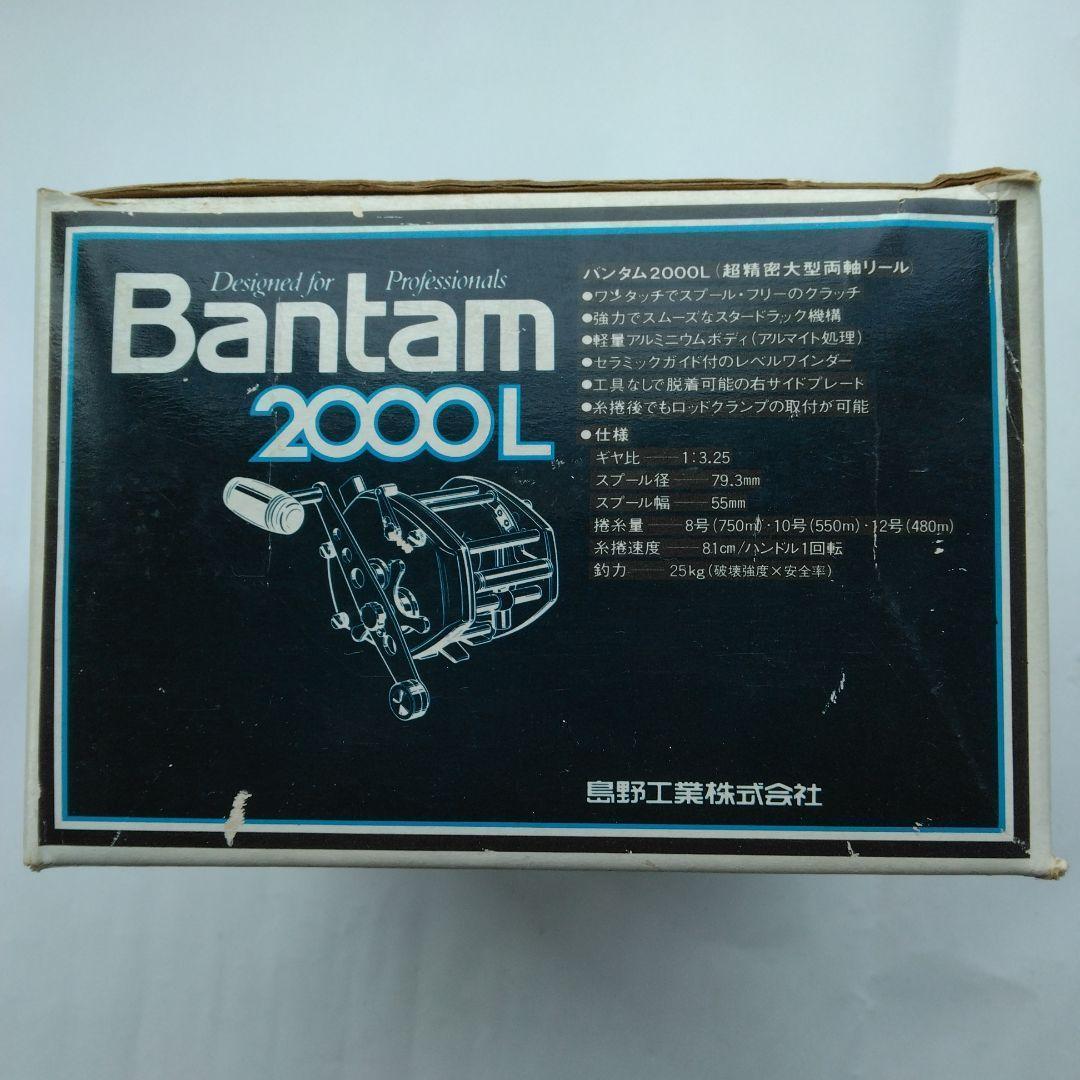 Designed for Professionals
Bantam
2000L
バンタム2000L(超精密大型両軸リール)
●ワンタッチでスプール・フリーのクラッチ
●強力でスムーズなスタードラック機構
●軽量アルミニウムボディ(アルマイト処理)
●セラミックガイド付のレベルワインダー
●工具なしで脱着可能の右サイドプレート
●糸捲後でもロッドクランプの取付が可能
●仕様
ギヤ比——1:3.25
スプール径——79.3mm
スプール幅——55mm
捲糸量——8号(750m)・10号(550m)・12号(480m)
糸捲速度——81cm/ハンドル1回転
釣力——25kg(破壊強度×安全率)
島野工業株式会社